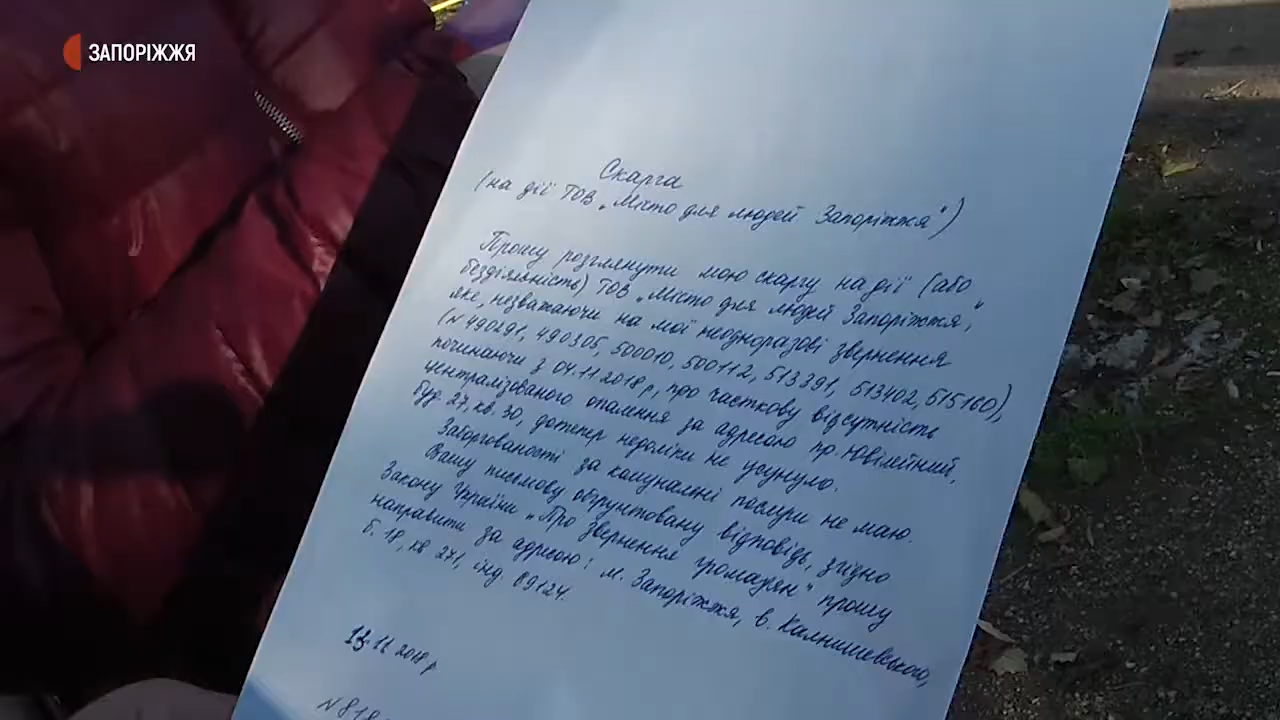 ЗАПОРІЖЖЯ
Скарга
(на дії ТОВ „Місто для людей Запоріжжя")
Прошу розглянути мою скаргу на дії (або
бездіяльність) ТОВ „Місто для людей Запоріжжя",
яке, незважаючи на мої неодноразові звернення
(N 490291, 490305, 500010, 500112, 513391, 513402, 515160),
починаючи з 04.11.2018 р, про часткову відсутність
централізованого опалення за адресою пр. Ювілейний,
буд. 27, кв. 30, дотепер недоліки не усунуло.
Заборгованості за комунальні послуги не маю.
Вашу письмову обґрунтовану відповідь, згідно
Закону України „Про звернення громадян" прошу
направити за адресою: м. Запоріжжя, в. Калнишевського,
б. 18, кв 241, інд 69124.
13.11 2018 р
N 818